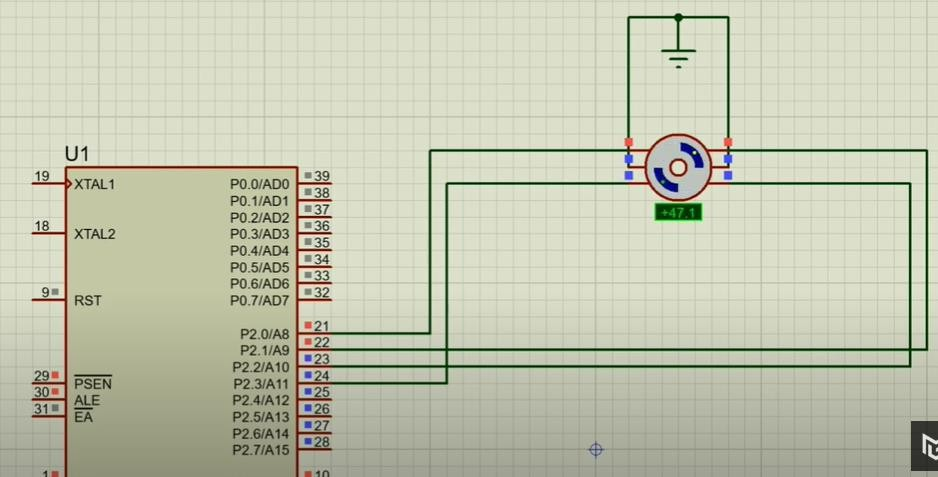 U1
19 XTAL1 P0.0/AD0 39
P0.1/AD1 38
P0.2/AD2 37
18 XTAL2 P0.3/AD3 36
P0.4/AD4 35
P0.5/AD5 34
P0.6/AD6 33
9 RST P0.7/AD7 32
P2.0/A8 21
P2.1/A9 22
P2.2/A10 23
29 PSEN P2.3/A11 24
30 ALE P2.4/A12 25
31 EA P2.5/A13 26
P2.6/A14 27
P2.7/A15 28
1 10
+47.1